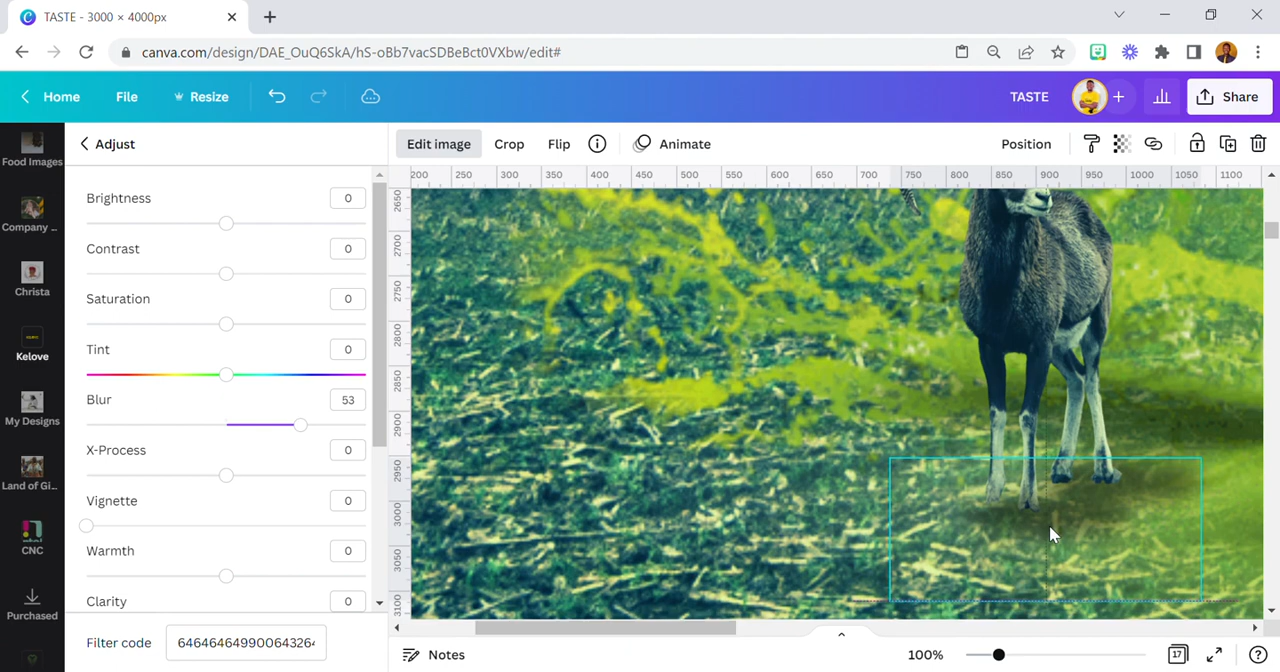 TASTE - 3000 × 4000px
canva.com/design/DAE_OuQ6SkA/hS-oBb7vacSDBeBct0VXbw/edit#
Home File Resize TASTE Share
Adjust Edit image Crop Flip Animate Position
200 250 300 350 400 450 500 550 600 650 700 750 800 850 900 950 1000 1050 1100
2650
2700
2750
2800
2850
2900
2950
3000
3050
3100
Food Images
Company ...
Christa
Kelove
My Designs
Land of Gi...
CNC
Purchased
Brightness 0
Contrast 0
Saturation 0
Tint 0
Blur 53
X-Process 0
Vignette 0
Warmth 0
Clarity 0
Filter code 64646464990064326
Notes 100% 17